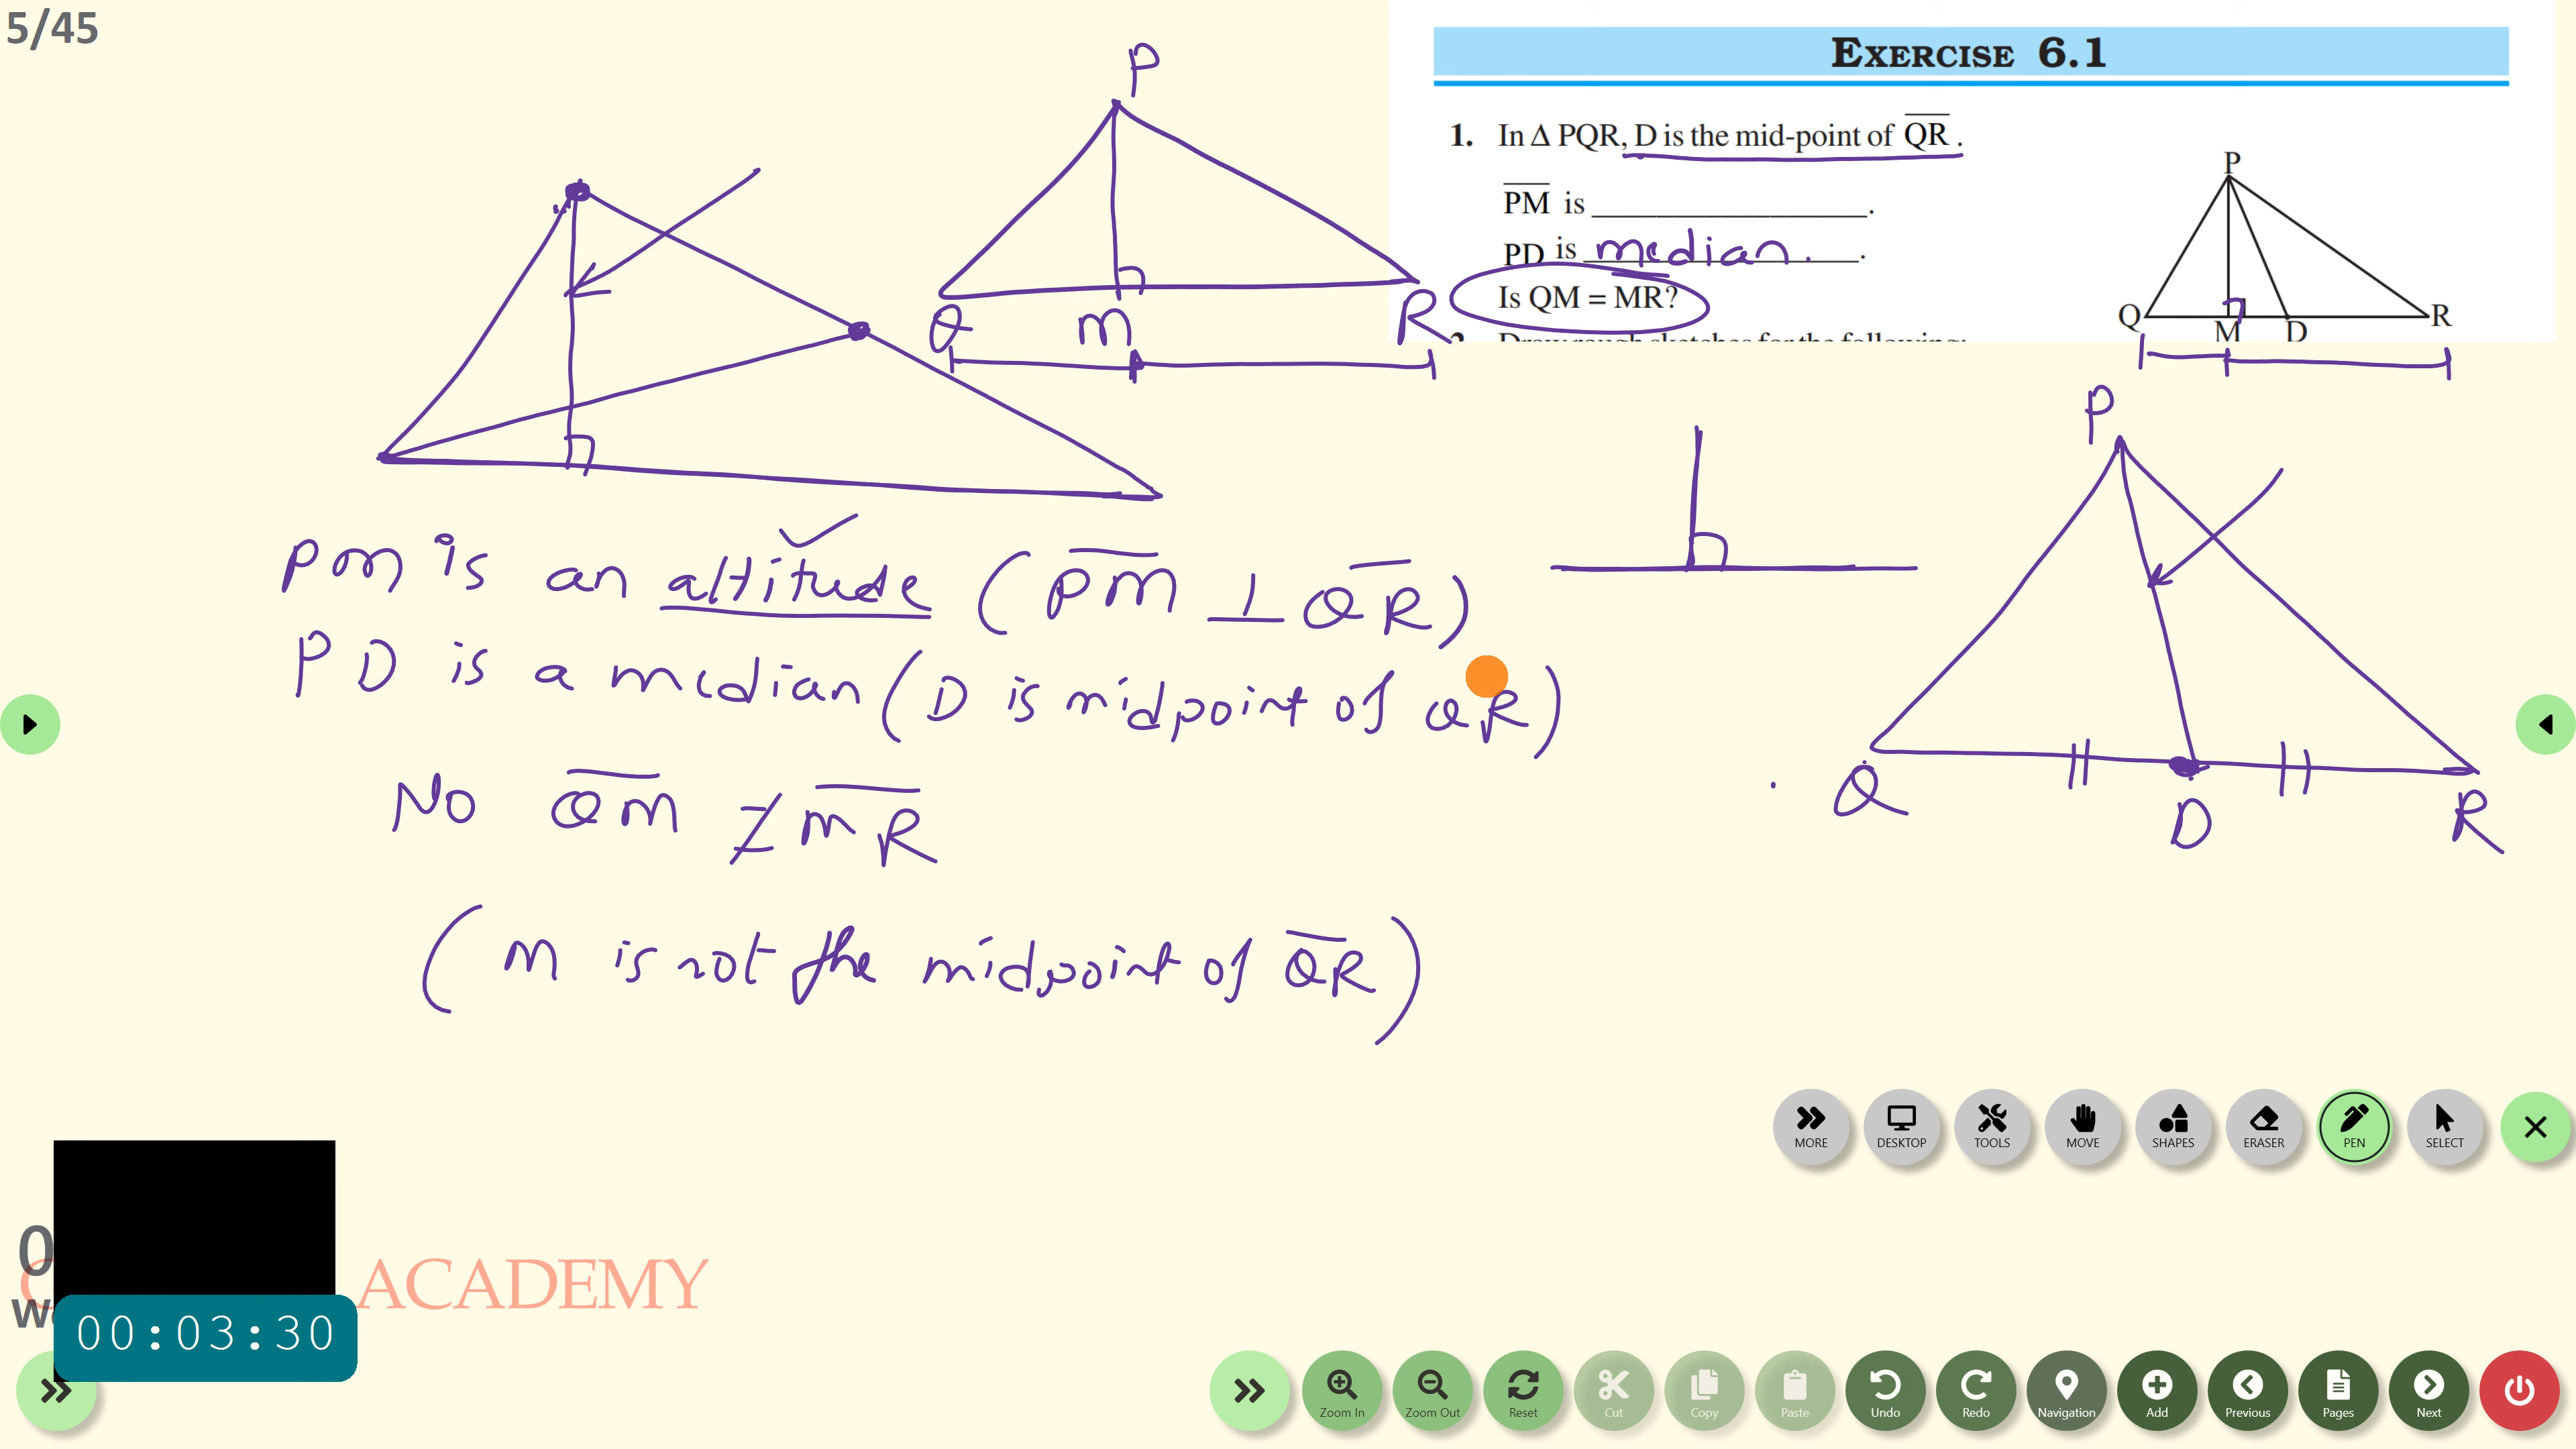 5/45
EXERCISE 6.1
1. In Δ PQR, D is the mid-point of QR.
PM is ____________.
PD is median.
Is QM = MR?
P
Q M D R
P
Q M R
P
Q D R
PM is an altitude (PM ⊥ QR)
PD is a median (D is midpoint of QR)
No QM ≠ MR
(M is not the midpoint of QR)
MORE DESKTOP TOOLS MOVE SHAPES ERASER PEN SELECT
ACADEMY
00:03:30
Zoom In Zoom Out Reset Cut Copy Paste Undo Redo Navigation Add Previous Pages Next